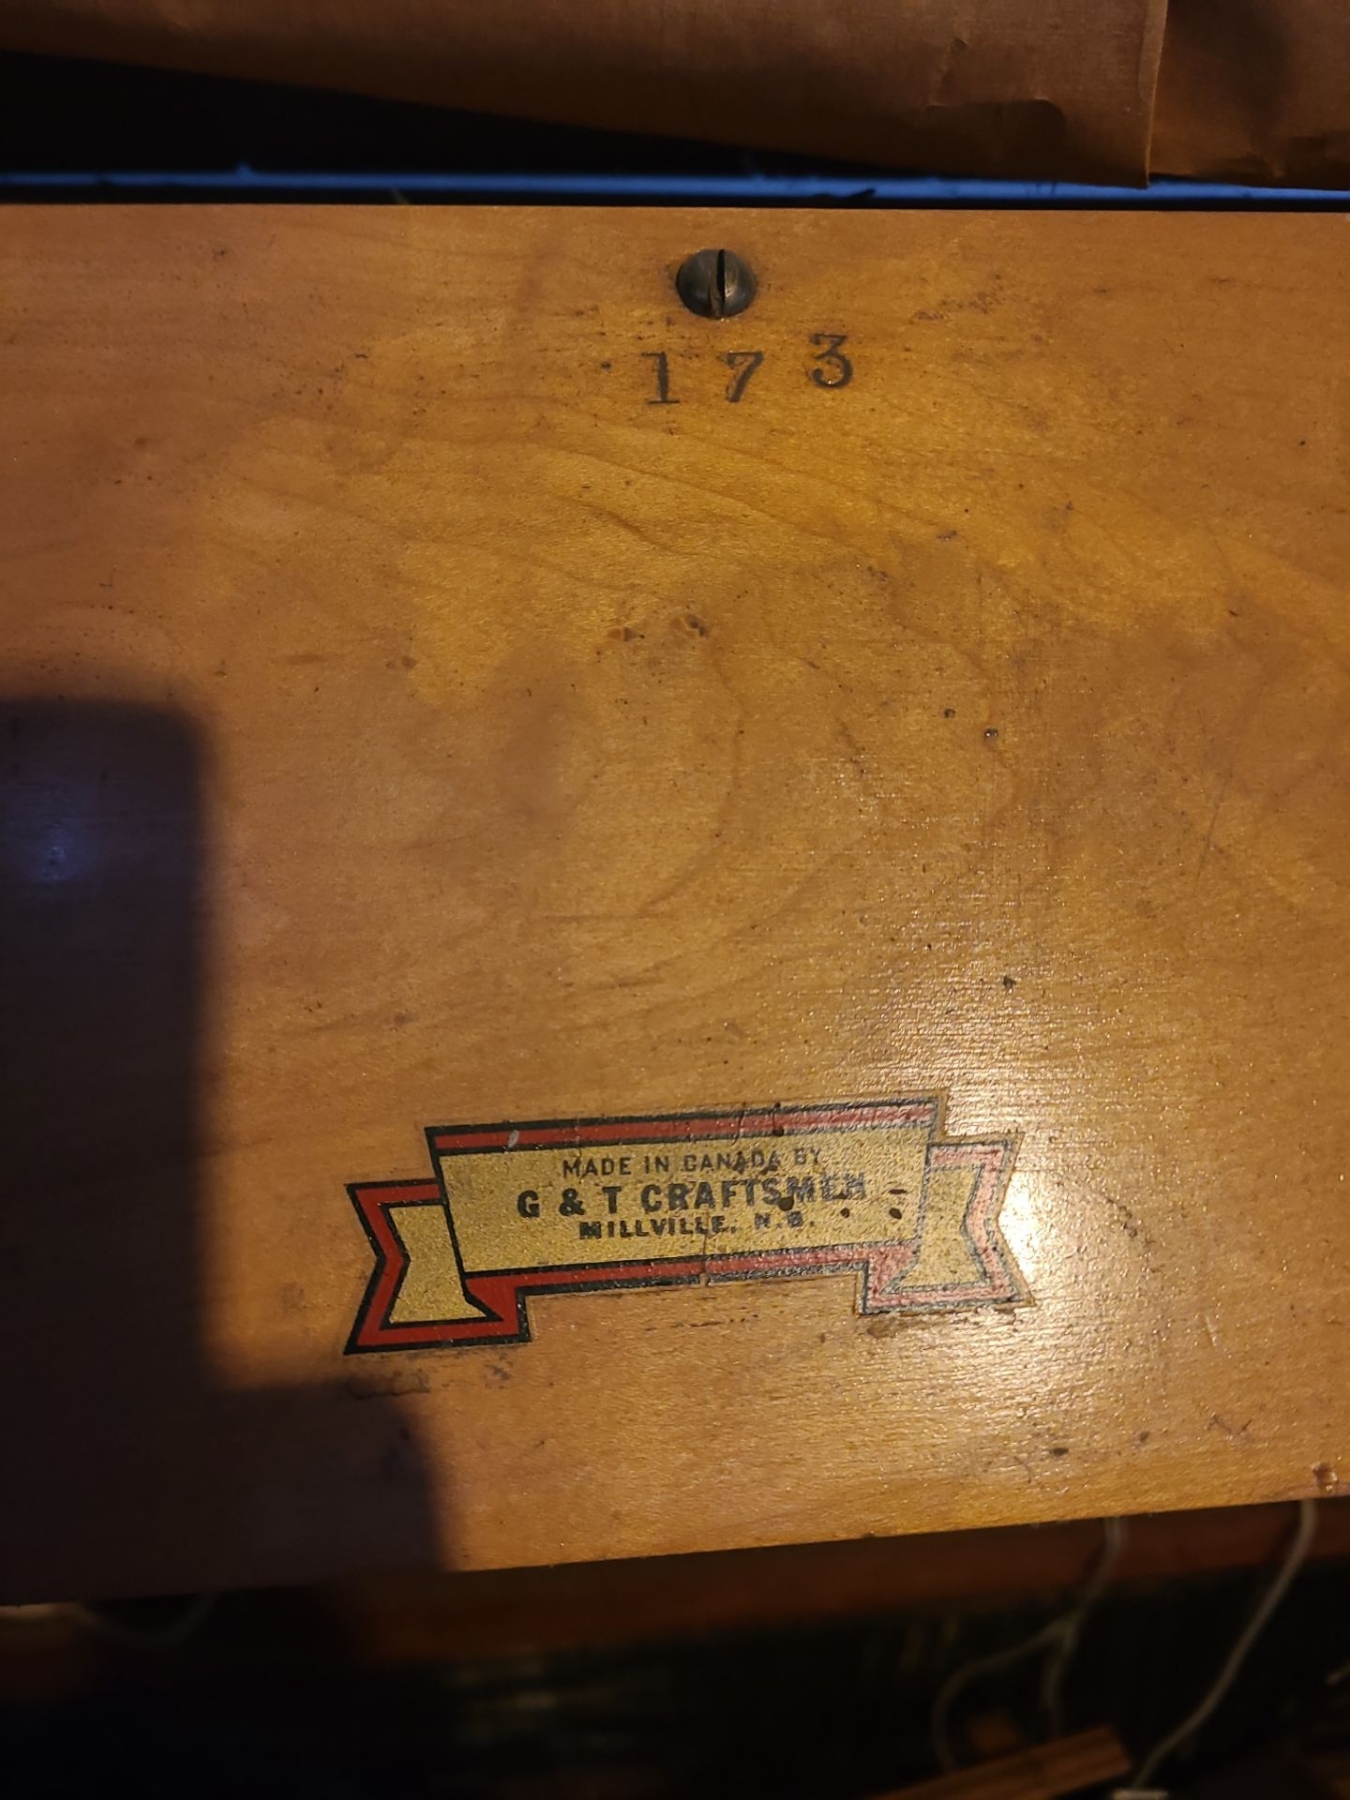 173
MADE IN CANADA BY
G & T CRAFTSMEN
MILLVILLE, N.B.